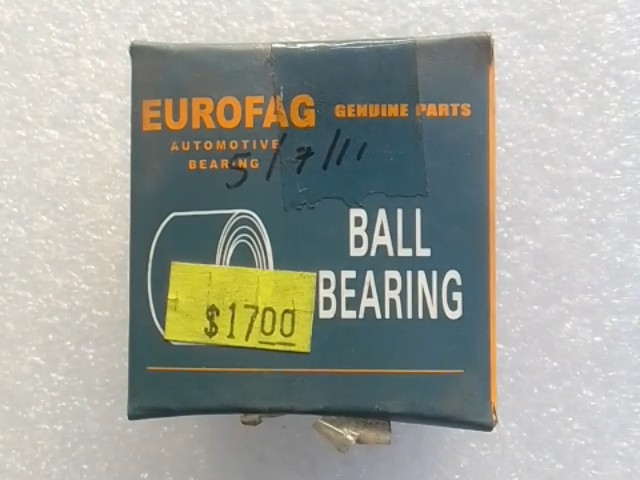 EUROFAG GENUINE PARTS
AUTOMOTIVE
BEARING
5/7/11
BALL
BEARING
$1700